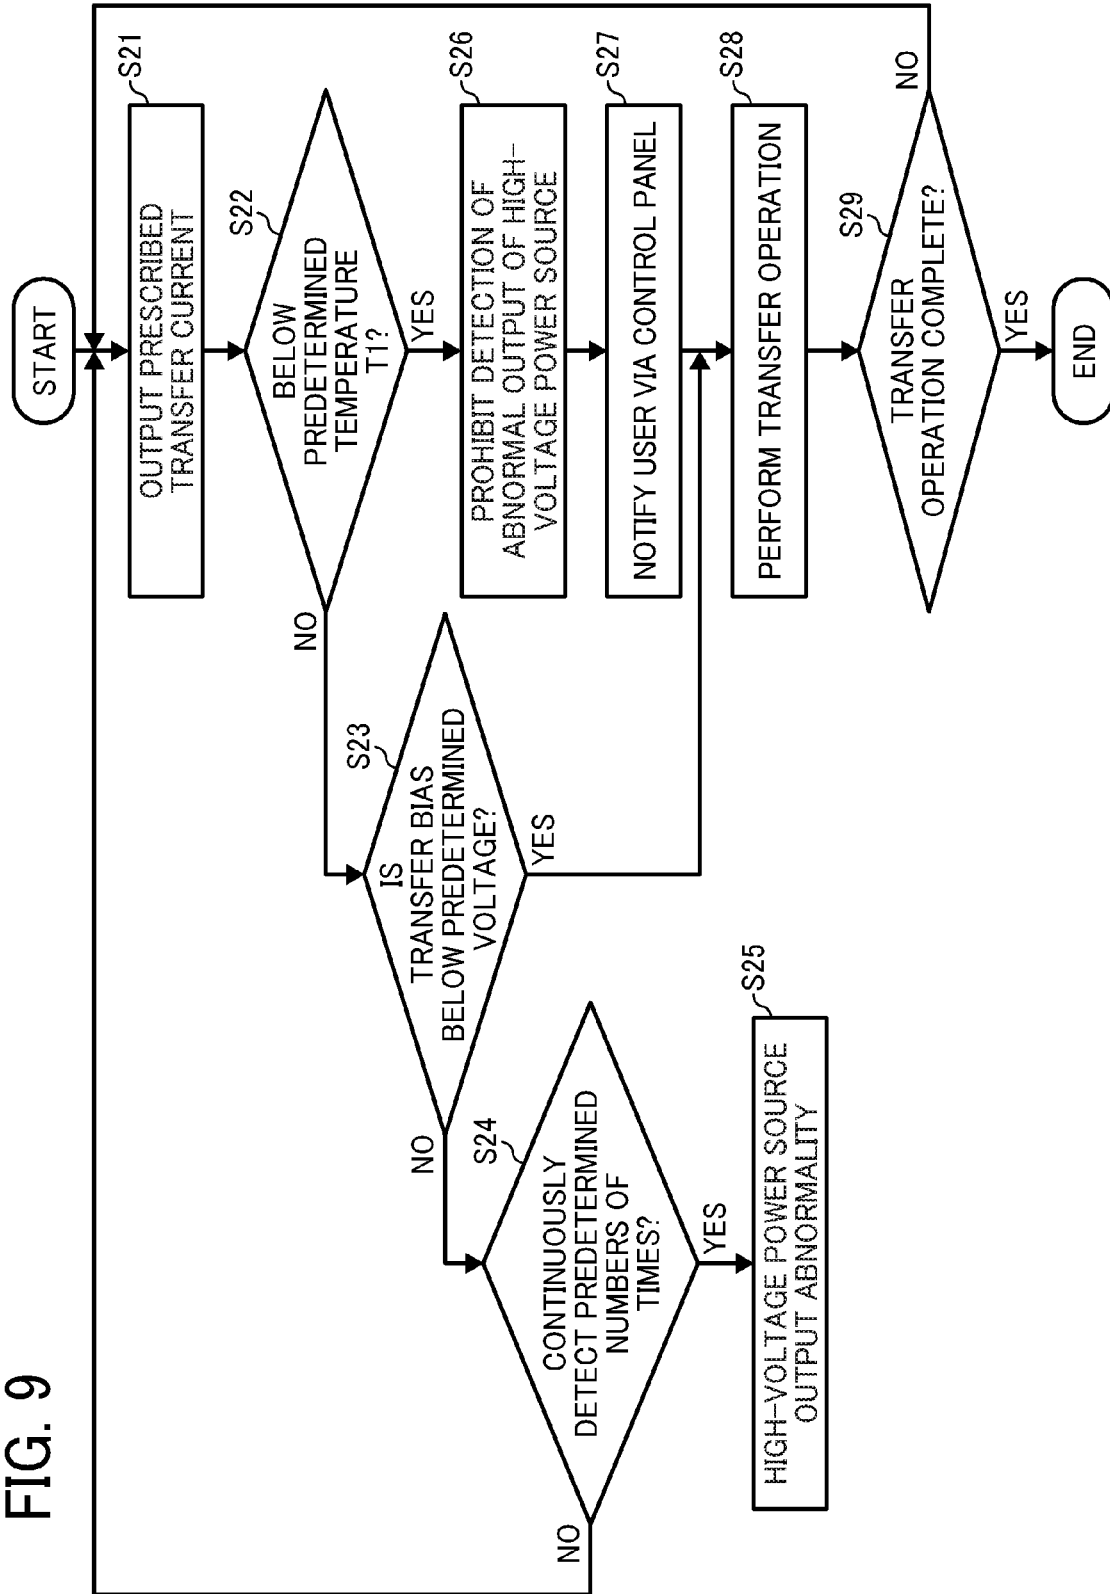 FIG. 9
START
S21
OUTPUT PRESCRIBED
TRANSFER CURRENT
S22
BELOW
PREDETERMINED
TEMPERATURE
T1?
NO
YES
S23
IS
TRANSFER BIAS
BELOW PREDETERMINED
VOLTAGE?
NO
YES
S24
CONTINUOUSLY
DETECT PREDETERMINED
NUMBERS OF
TIMES?
NO
YES
S25
HIGH-VOLTAGE POWER SOURCE
OUTPUT ABNORMALITY
S26
PROHIBIT DETECTION OF
ABNORMAL OUTPUT OF HIGH-
VOLTAGE POWER SOURCE
S27
NOTIFY USER VIA CONTROL PANEL
S28
PERFORM TRANSFER OPERATION
S29
TRANSFER
OPERATION COMPLETE?
NO
YES
END